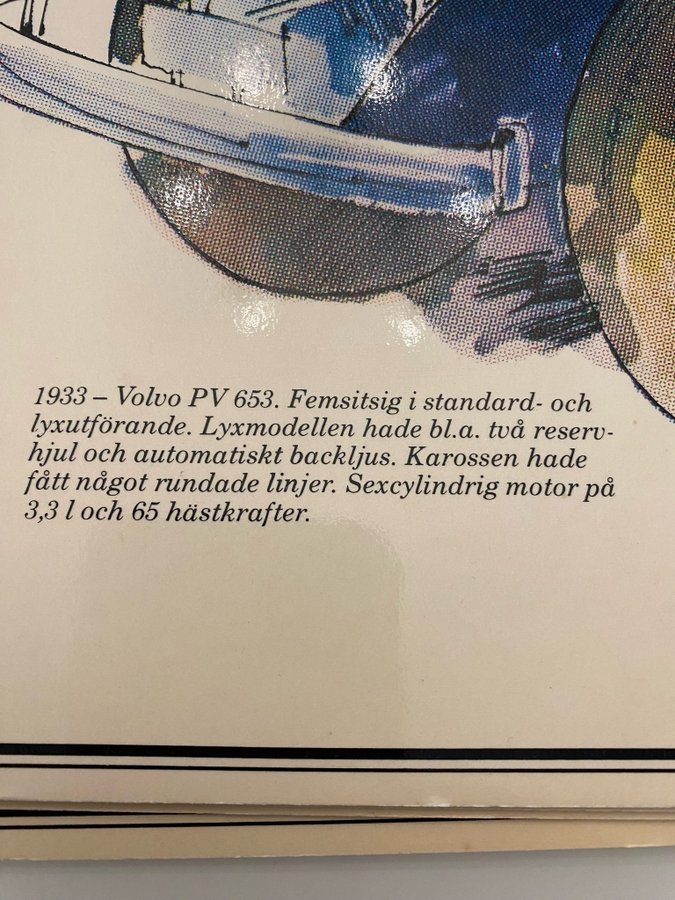 1933 – Volvo PV 653. Femsitsig i standard- och
lyxutförande. Lyxmodellen hade bl.a. två reserv-
hjul och automatiskt backljus. Karossen hade
fått något rundade linjer. Sexcylindrig motor på
3,3 l och 65 hästkrafter.